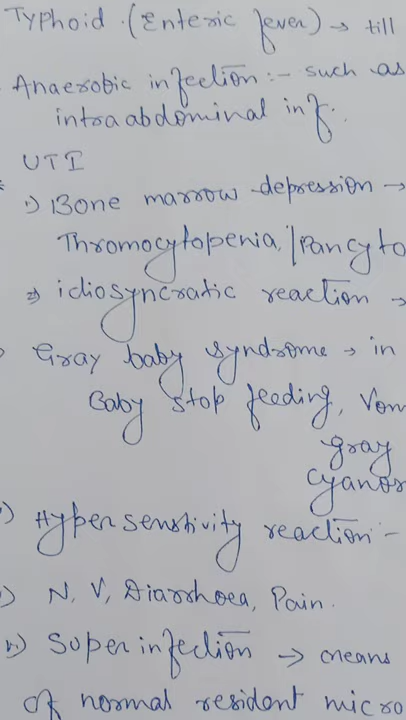 Typhoid (Enteric fever) → till
Anaerobic infection :- such as
intraabdominal inf.
UTI
1) Bone marrow depression →
Thromocytopenia, | Pancyto
2) idiosyncratic reaction →
Gray baby syndrome → in
Baby stop feeding, Vom
gray
cyanos
) Hypersensitivity reaction -
) N, V, Diarrhoea, Pain.
) Superinfection → means
of normal resident micro